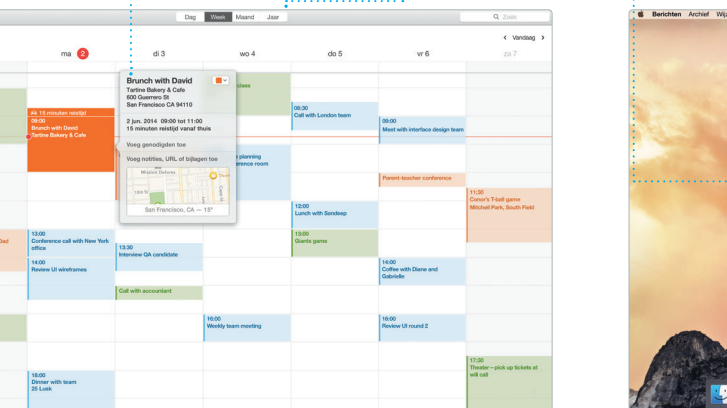 Dag Week Maand Jaar
Zoek
Vandaag
ma 2
di 3
wo 4
do 5
vr 6
za 7
Brunch with David
Tartine Bakery & Cafe
600 Guerrero St
San Francisco CA 94110
2 jun. 2014 09:00 tot 11:00
15 minuten reistijd vanaf thuis
Voeg genodigden toe
Voeg notities, URL of bijlagen toe
Mission Dolores
San Francisco, CA — 15°
15 minuten reistijd
09:00
Brunch with David
Tartine Bakery & Cafe
13:00
Conference call with New York
office
14:00
Review UI wireframes
18:00
Dinner with team
25 Lusk
13:30
Interview QA candidate
Call with accountant
class
planning
16:00
Weekly team meeting
09:30
Call with London team
12:00
Lunch with Sandeep
13:00
Giants game
09:00
Meet with interface design team
Parent-teacher conference
14:00
Coffee with Diane and
Gabrielle
16:00
Review UI round 2
11:30
Conor's T-ball game
Mitchell Park, South Field
17:30
Theater – pick up tickets at
will call
Dad
Berichten Archief